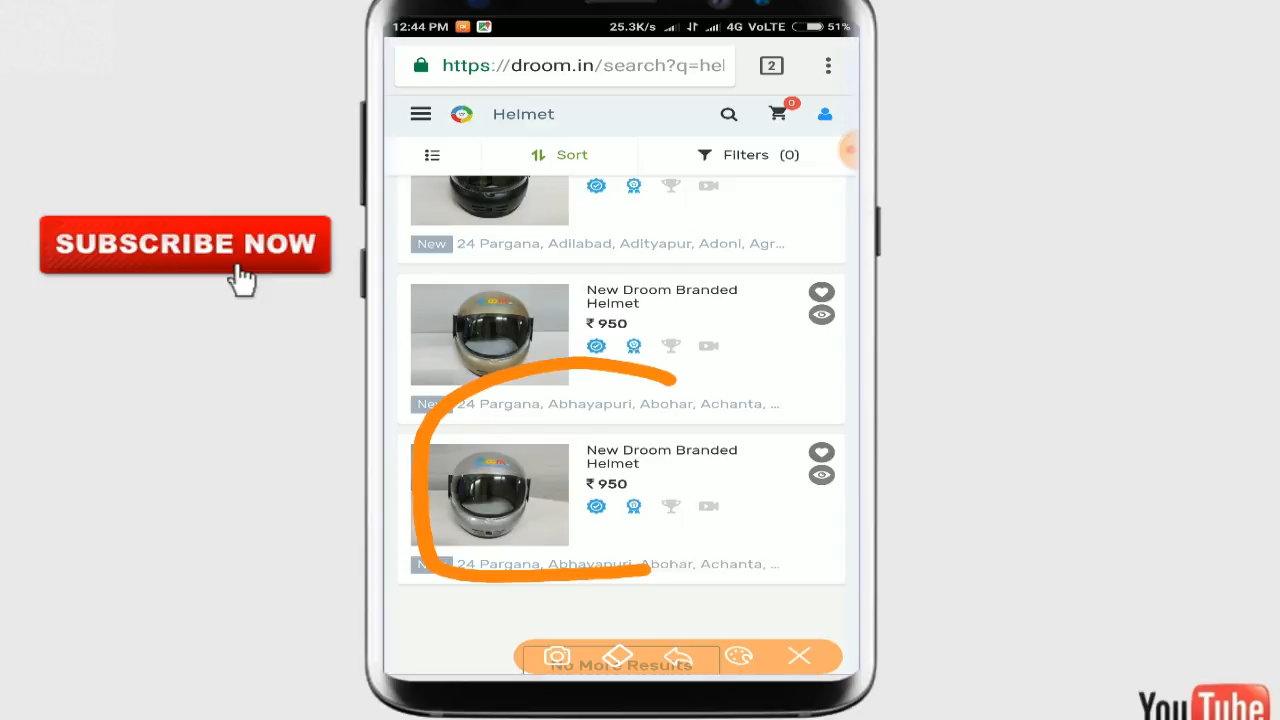 12:44 PM 25.3K/s 4G VoLTE 51%
https://droom.in/search?q=hel
2
Helmet
0
Sort
Filters (0)
New 24 Pargana, Adilabad, Adityapur, Adoni, Agr...
New Droom Branded
Helmet
₹ 950
New 24 Pargana, Abhayapuri, Abohar, Achanta, ...
New Droom Branded
Helmet
₹ 950
24 Pargana, Abhayapuri, Abohar, Achanta, ...
No More Results
SUBSCRIBE NOW
YouTube